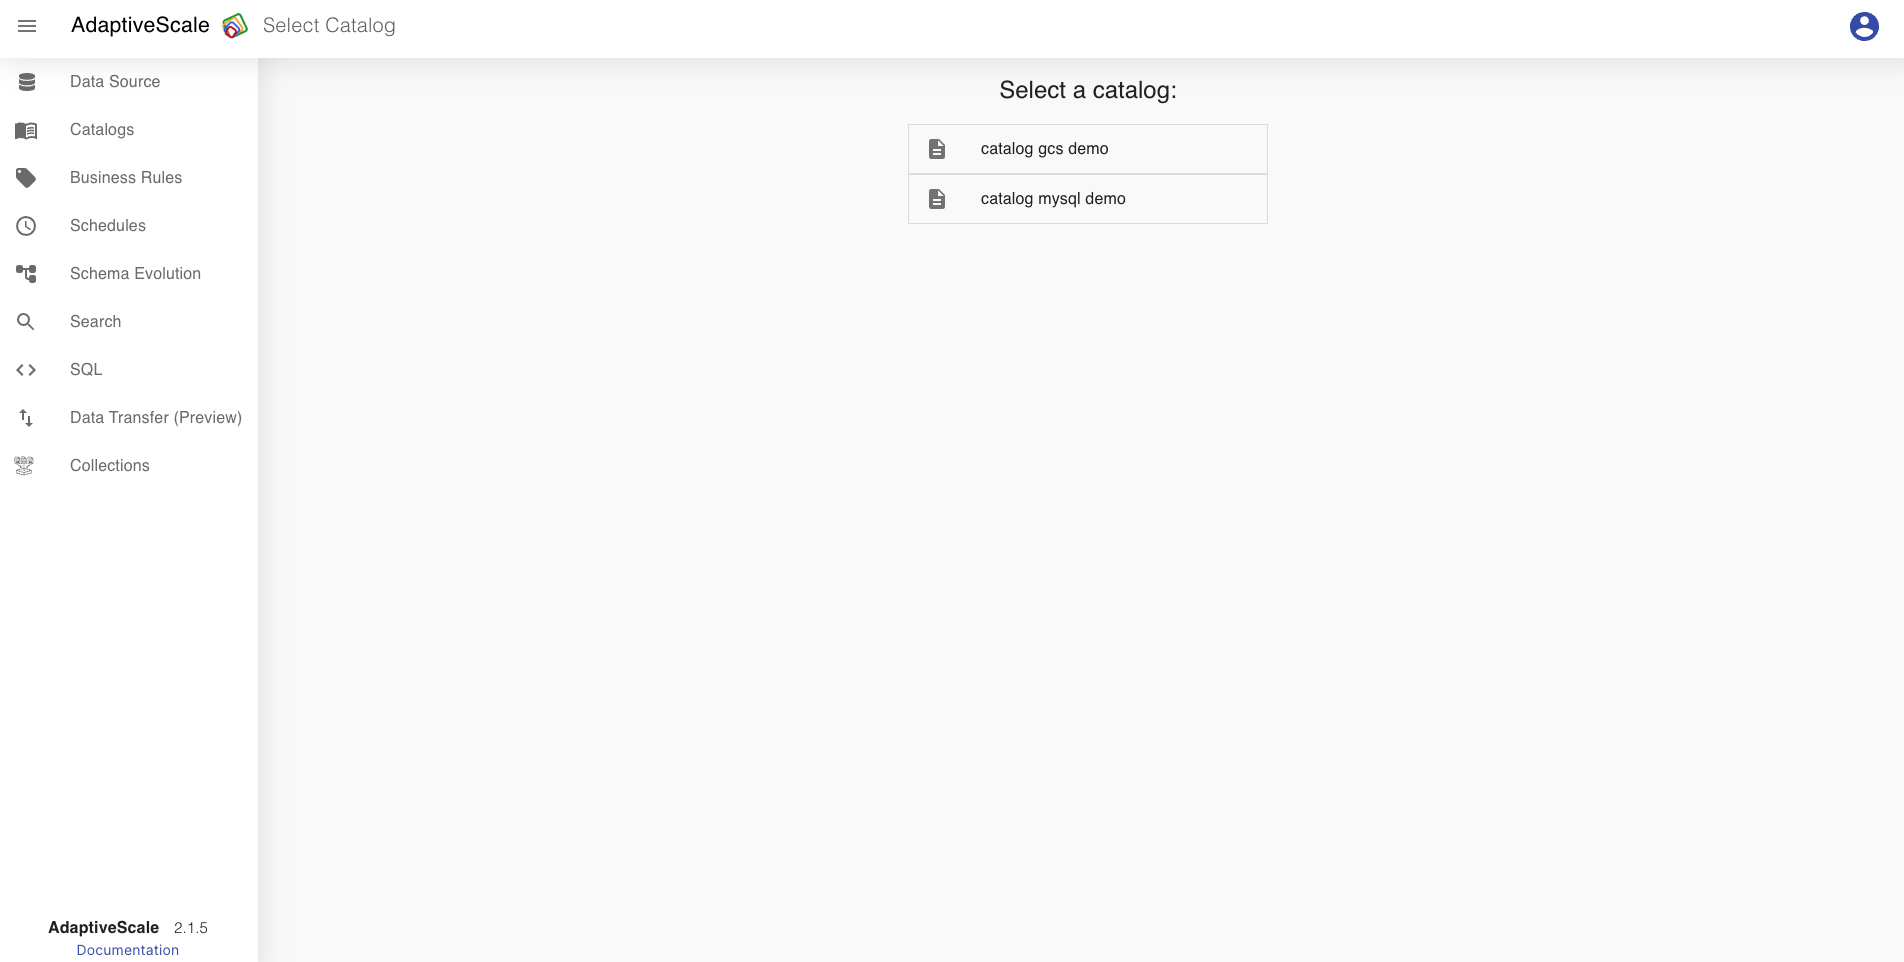 AdaptiveScale Select Catalog
Data Source
Catalogs
Business Rules
Schedules
Schema Evolution
Search
SQL
Data Transfer (Preview)
Collections
Select a catalog:
catalog gcs demo
catalog mysql demo
AdaptiveScale 2.1.5
Documentation